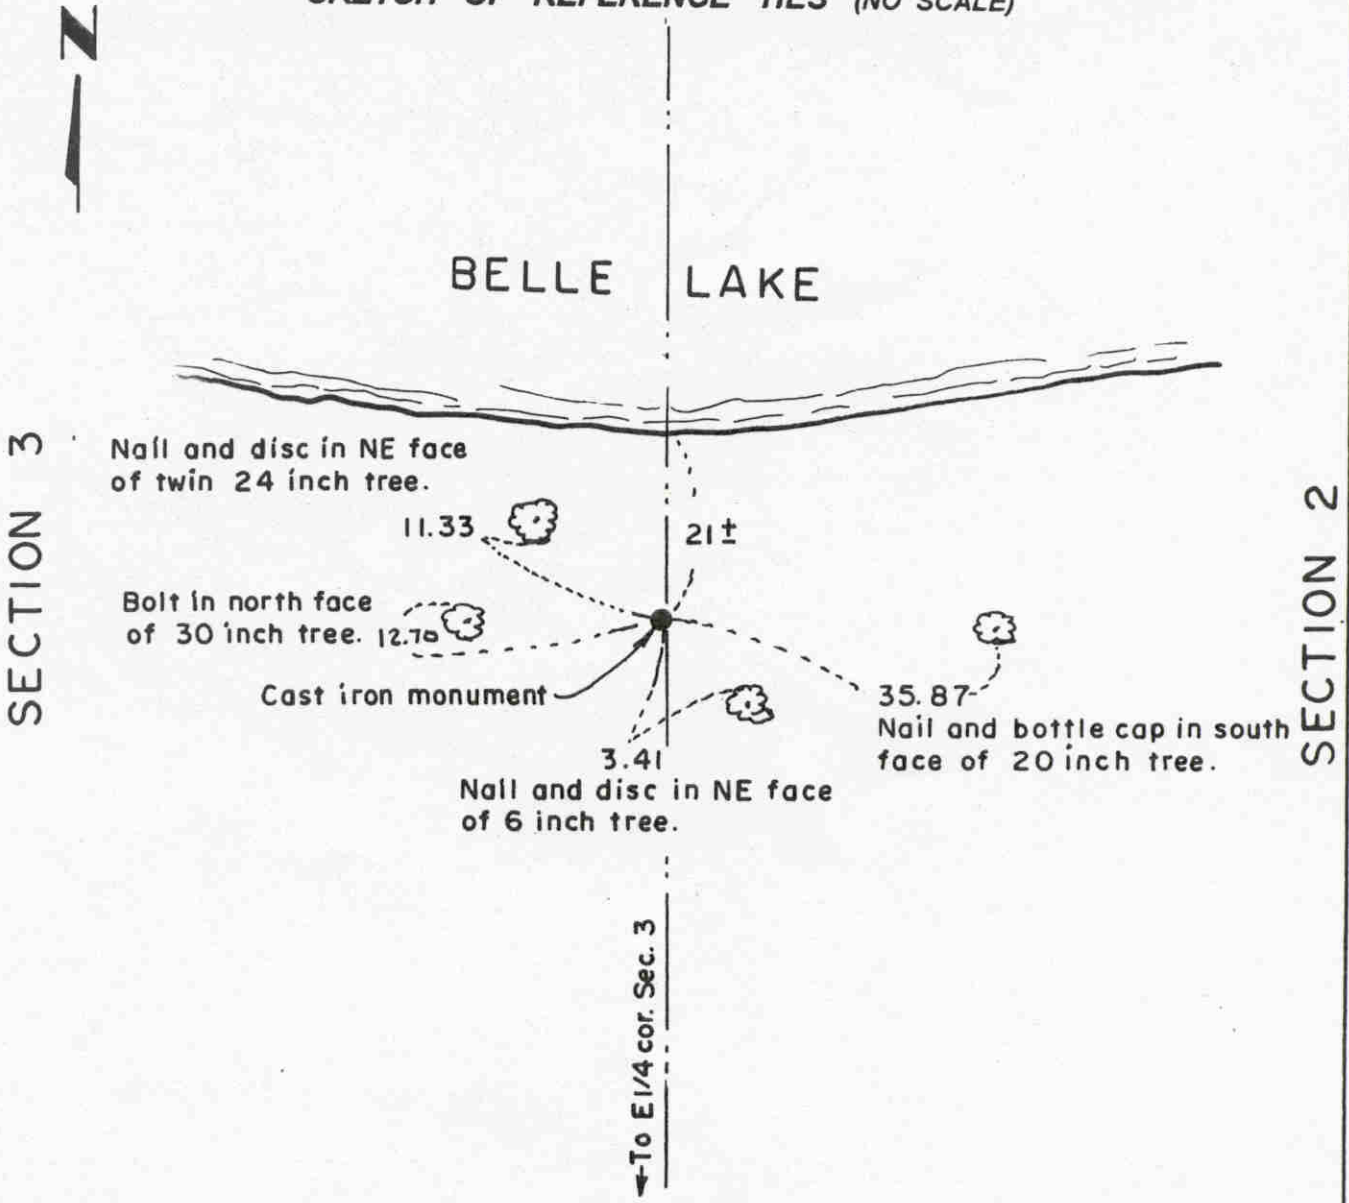 SKETCH OF REFERENCE TIES (NO SCALE)
N
BELLE LAKE
SECTION 3
Nail and disc in NE face
of twin 24 inch tree.
11.33
21±
SECTION 2
Bolt in north face
of 30 inch tree. 12.70
Cast iron monument
35.87
Nail and bottle cap in south
face of 20 inch tree.
3.41
Nail and disc in NE face
of 6 inch tree.
To E1/4 cor. Sec. 3